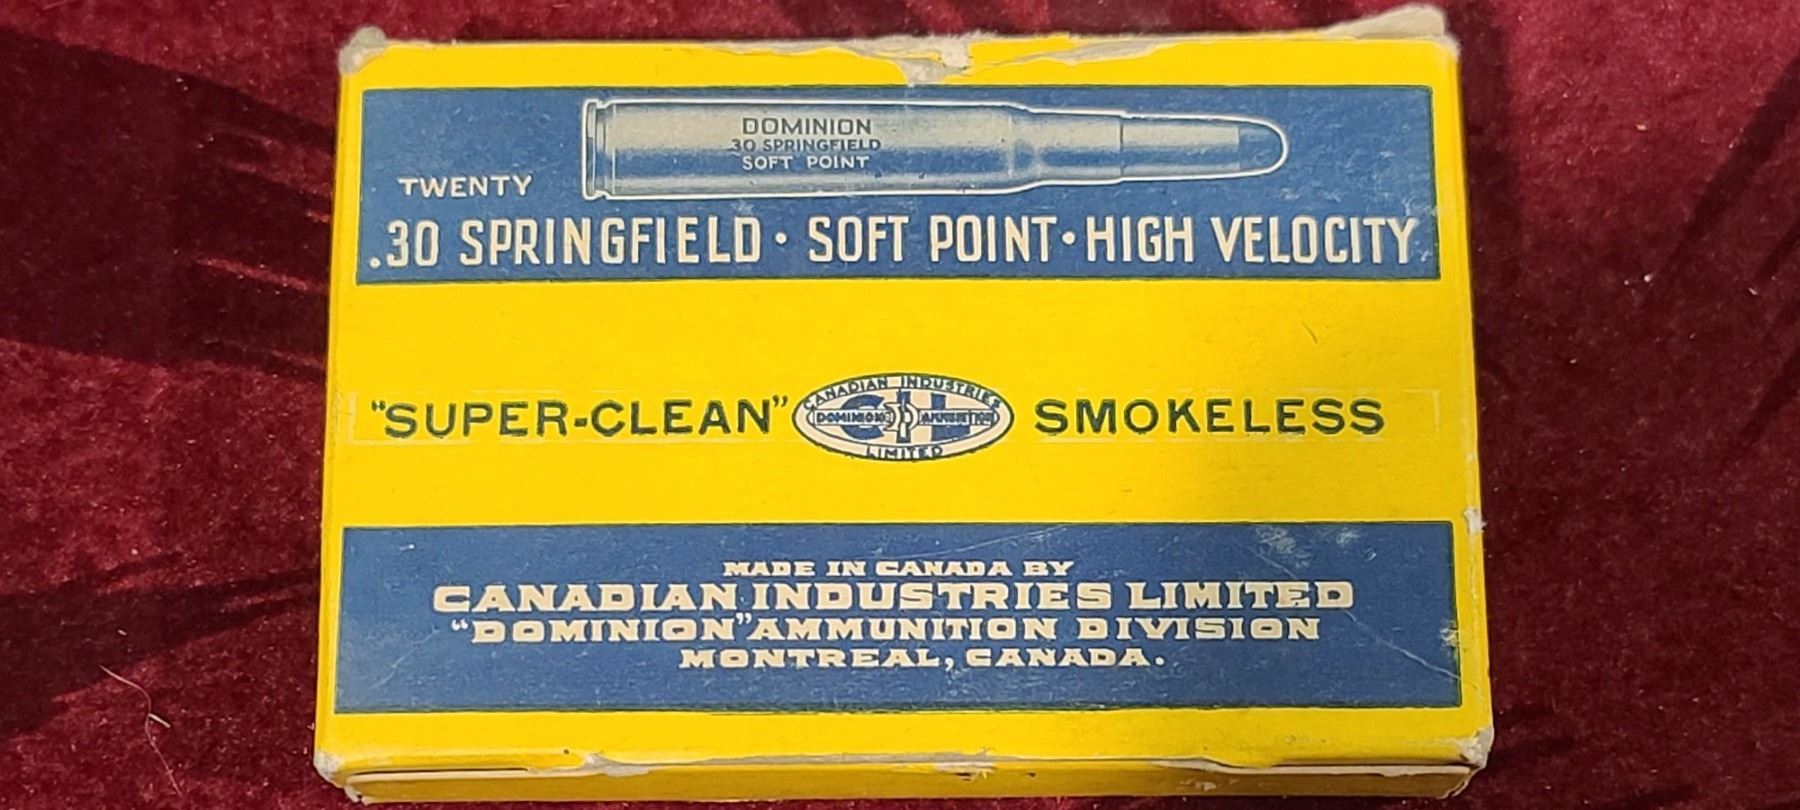 DOMINION
30 SPRINGFIELD
SOFT POINT
TWENTY
.30 SPRINGFIELD • SOFT POINT • HIGH VELOCITY
"SUPER-CLEAN" SMOKELESS
CANADIAN INDUSTRIES
CIL
DOMINION AMMUNITION
LIMITED
MADE IN CANADA BY
CANADIAN INDUSTRIES LIMITED
"DOMINION" AMMUNITION DIVISION
MONTREAL, CANADA.